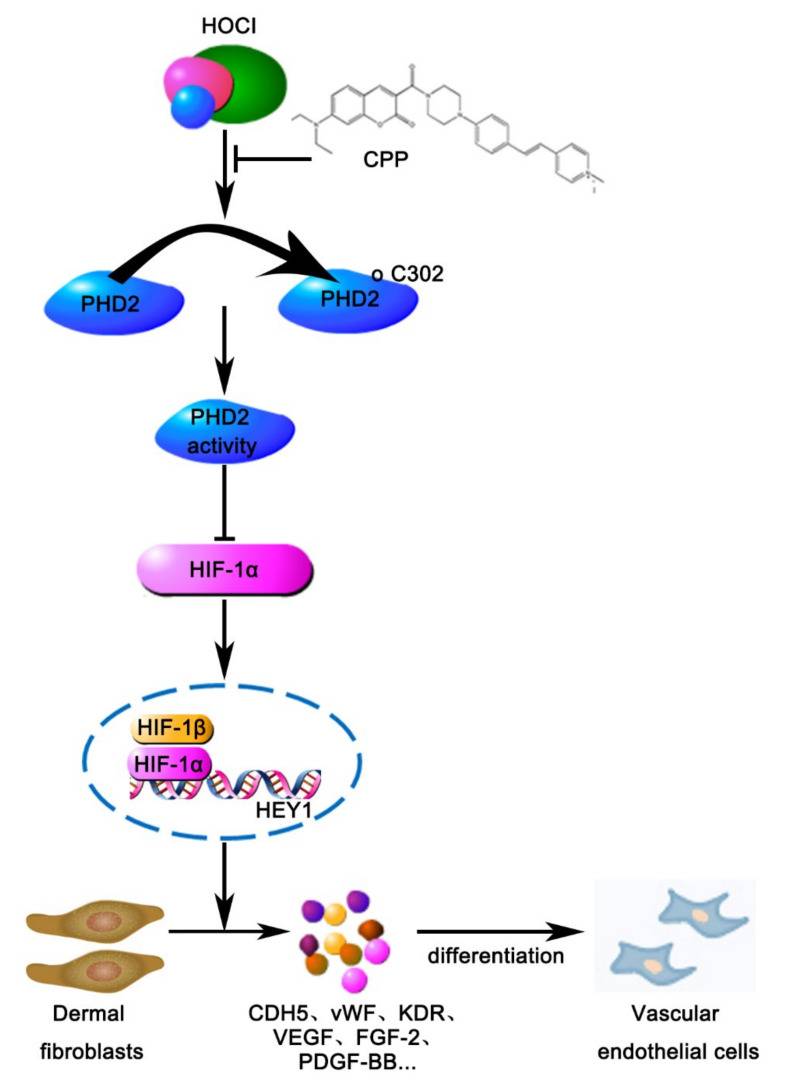 HOCl
CPP
PHD2
PHD2
o C302
PHD2
activity
HIF-1α
HIF-1β
HIF-1α
HEY1
differentiation
Dermal
fibroblasts
CDH5、vWF、KDR、
VEGF、FGF-2、
PDGF-BB...
Vascular
endothelial cells